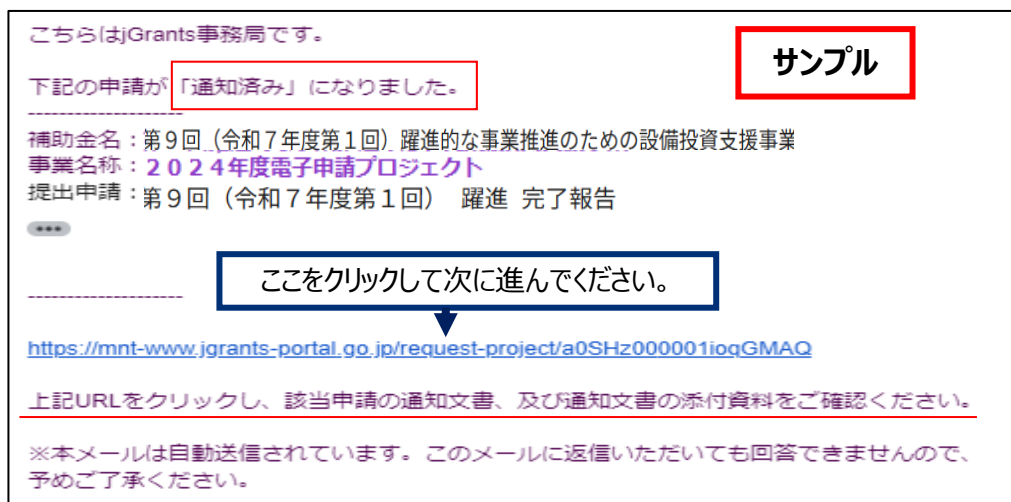 こちらはjGrants事務局です。
サンプル
下記の申請が「通知済み」になりました。
--------------------
補助金名：第９回（令和７年度第１回）躍進的な事業推進のための設備投資支援事業
事業名称：２０２４年度電子申請プロジェクト
提出申請：第９回（令和７年度第１回） 躍進 完了報告
•••
ここをクリックして次に進んでください。
--------------------
https://mnt-www.jgrants-portal.go.jp/request-project/a0SHz000001ioqGMAQ
上記URLをクリックし、該当申請の通知文書、及び通知文書の添付資料をご確認ください。
※本メールは自動送信されています。このメールに返信いただいても回答できませんので、
予めご了承ください。